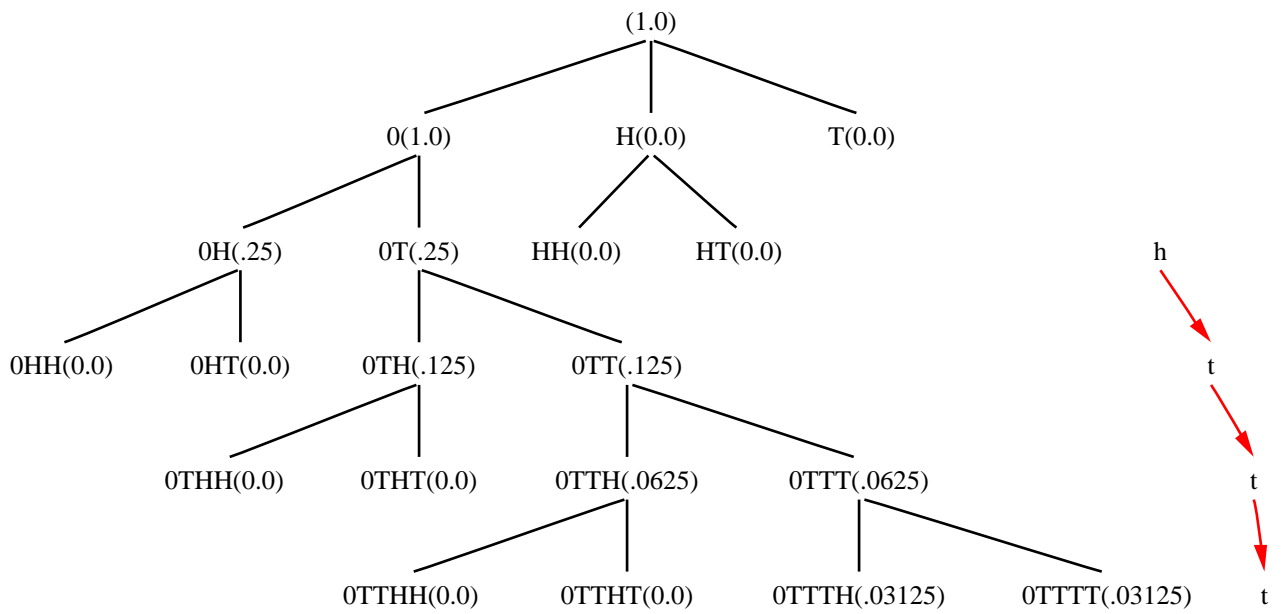 (1.0)
0(1.0) H(0.0) T(0.0)
0H(.25) 0T(.25) HH(0.0) HT(0.0) h
0HH(0.0) 0HT(0.0) 0TH(.125) 0TT(.125) t
0THH(0.0) 0THT(0.0) 0TTH(.0625) 0TTT(.0625) t
0TTHH(0.0) 0TTHT(0.0) 0TTTH(.03125) 0TTTT(.03125) t